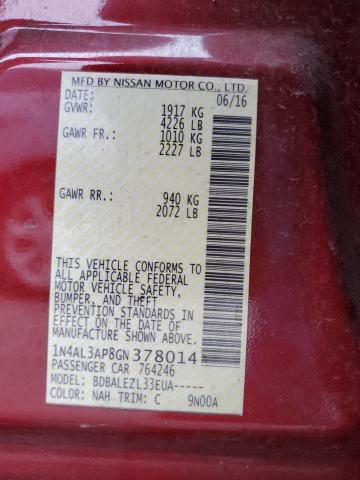 MFD BY NISSAN MOTOR CO., LTD.
DATE: 06/16
GVWR: 1917 KG
4226 LB
GAWR FR.: 1010 KG
2227 LB
GAWR RR.: 940 KG
2072 LB
THIS VEHICLE CONFORMS TO
ALL APPLICABLE FEDERAL
MOTOR VEHICLE SAFETY,
BUMPER, AND THEFT
PREVENTION STANDARDS
IN EFFECT ON THE DATE OF
MANUFACTURE SHOWN ABOVE.
1N4AL3AP8GN378014
PASSENGER CAR 764246
MODEL: BDBALEZL33EUA-----
COLOR: NAH TRIM: C 9N00A